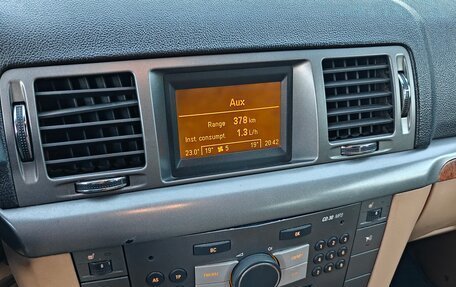 Aux
Range 378 km
Inst consumpt. 1.3 L/h
23.0° 19° 5 19° 20:42
CD 30 MP3
BC
AS TP